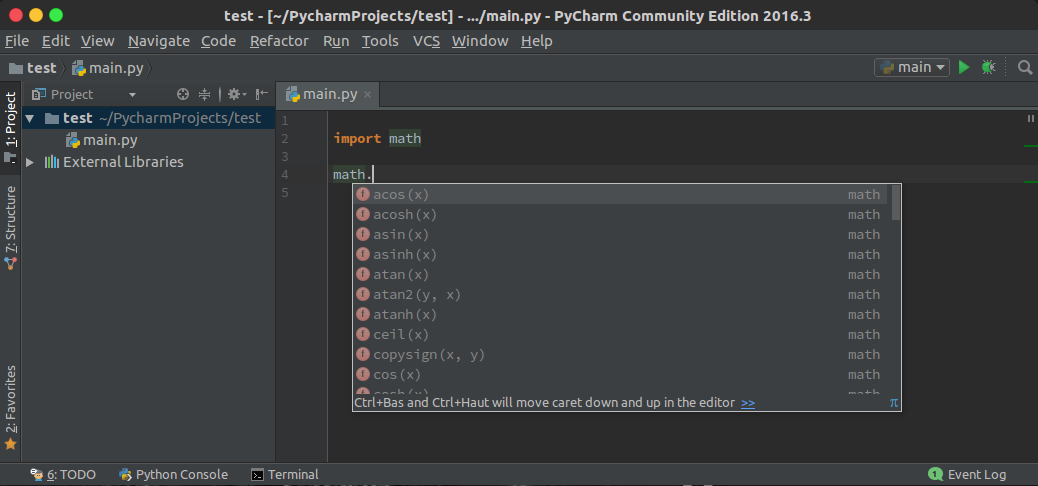 test - [~/PycharmProjects/test] - .../main.py - PyCharm Community Edition 2016.3
File Edit View Navigate Code Refactor Run Tools VCS Window Help
test main.py main
Project
main.py
1: Project
7: Structure
2: Favorites
test ~/PycharmProjects/test
main.py
External Libraries
1
2 import math
3
4 math.
5
acos(x) math
acosh(x) math
asin(x) math
asinh(x) math
atan(x) math
atan2(y, x) math
atanh(x) math
ceil(x) math
copysign(x, y) math
cos(x) math
cosh(x) math
Ctrl+Bas and Ctrl+Haut will move caret down and up in the editor >> π
6: TODO Python Console Terminal 1 Event Log